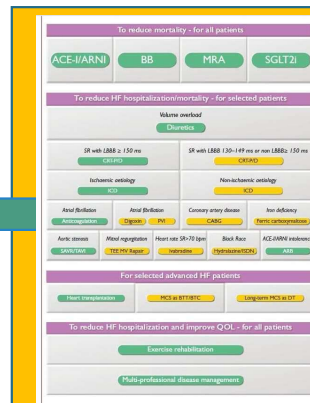 To reduce mortality - for all patients
ACE-I/ARNI BB MRA SGLT2i
To reduce HF hospitalization/mortality - for selected patients
Volume overload
Diuretics
SR with LBBB ≥ 150 ms SR with LBBB 130–149 ms or non LBBB ≥ 150 ms
CRT-P/D CRT-P/D
Ischaemic aetiology Non-ischaemic aetiology
ICD ICD
Atrial fibrillation Atrial fibrillation Coronary artery disease Iron deficiency
Anticoagulation Digoxin PVI CABG Ferric carboxymaltose
Aortic stenosis Mitral regurgitation Heart rate SR>70 bpm Black Race ACE-I/ARNI intolerance
SAVR/TAVI TEE MV Repair Ivabradine Hydralazine/ISDN ARB
For selected advanced HF patients
Heart transplantation MCS as BTT/BTC Long-term MCS as DT
To reduce HF hospitalization and improve QOL - for all patients
Exercise rehabilitation
Multi-professional disease management